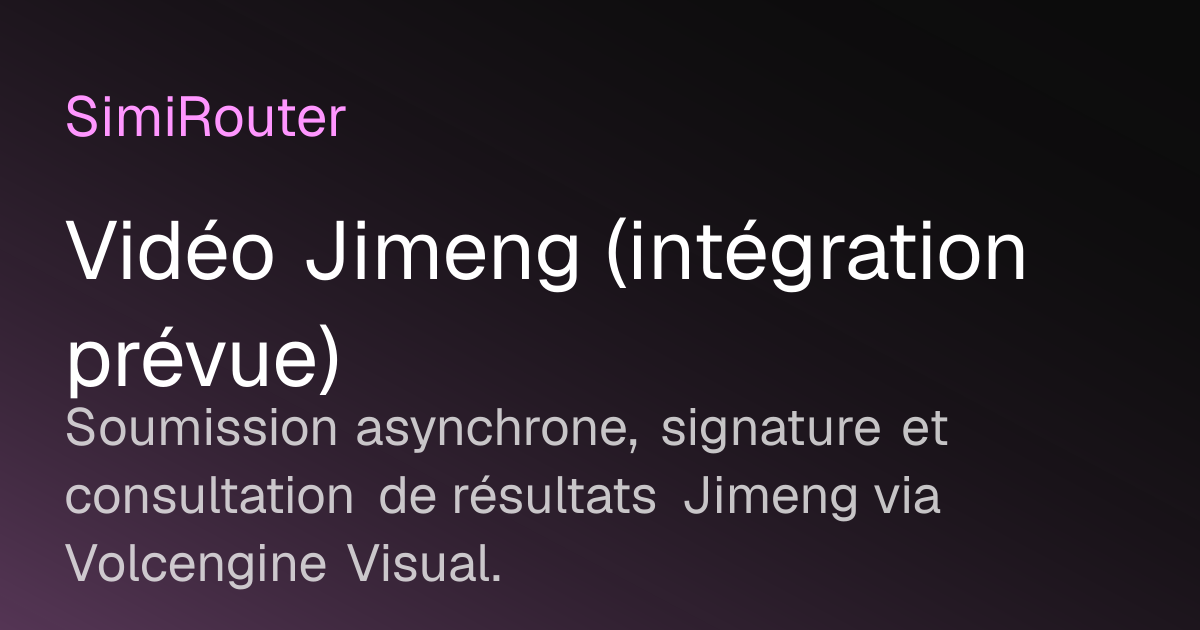 SimiRouter
Vidéo Jimeng (intégration
prévue)
Soumission asynchrone, signature et
consultation de résultats Jimeng via
Volcengine Visual.